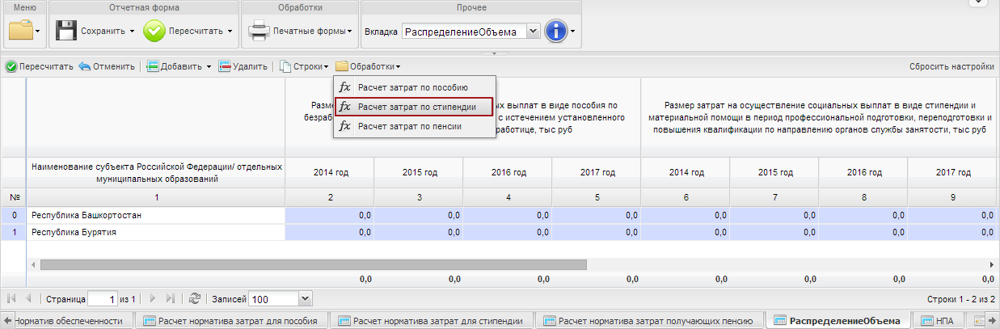 Меню Отчетная форма Обработки Прочее
Сохранить Пересчитать Печатные формы Вкладка РаспределениеОбъема
Пересчитать Отменить Добавить Удалить Строки Обработки Сбросить настройки
Расчет затрат по пособию
Расчет затрат по стипендии
Расчет затрат по пенсии
ых выплат в виде пособия по
безраб с истечением установленного
работице, тыс руб
Размер затрат на осуществление социальных выплат в виде стипендии и
материальной помощи в период профессиональной подготовки, переподготовки и
повышения квалификации по направлению органов службы занятости, тыс руб
Наименование субъекта Российской Федерации/ отдельных
муниципальных образований
2014 год 2015 год 2016 год 2017 год 2014 год 2015 год 2016 год 2017 год
№ 1 2 3 4 5 6 7 8 9
0 Республика Башкортостан 0,0 0,0 0,0 0,0 0,0 0,0 0,0 0,0
1 Республика Бурятия 0,0 0,0 0,0 0,0 0,0 0,0 0,0 0,0
0,0 0,0 0,0 0,0 0,0 0,0 0,0 0,0
Страница 1 из 1 Записей 100 Строки 1 - 2 из 2
Норматив обеспеченности Расчет норматива затрат для пособия Расчет норматива затрат для стипендии Расчет норматива затрат получающих пенсию РаспределениеОбъема НПА